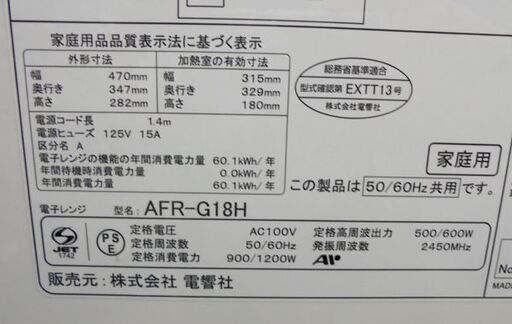 家庭用品品質表示法に基づく表示
外形寸法 加熱室の有効寸法
幅 470mm 幅 315mm
奥行き 347mm 奥行き 329mm
高さ 282mm 高さ 180mm
電源コード長 1.4m
電源ヒューズ 125V 15A
区分名 A
電子レンジの機能の年間消費電力量 60.1kWh/年
年間待機時消費電力量 0.0kWh/年
年間消費電力量 60.1kWh/年
総務省基準適合
型式確認第EXTT13号
株式会社 電響社
家庭用
この製品は 50/60Hz共用 です。
電子レンジ 型名: AFR-G18H
JET
1742
PS
E
定格電圧 AC100V 定格高周波出力 500/600W
定格周波数 50/60Hz 発振周波数 2450MHz
定格消費電力 900/1200W
販売元: 株式会社 電響社
No
MADE